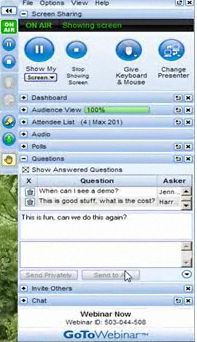 File Options View Help
Screen Sharing
ON AIR Showing screen
ON
AIR
Show My
Screen
Stop
Showing
Screen
Give
Keyboard
& Mouse
Change
Presenter
Dashboard
Audience View 100%
Attendee List (4 | Max 201)
Audio
Polls
Questions
Show Answered Questions
X Question Asker
When can I see a demo? Jenn...
This is good stuff, what is the cost? Harr...
This is fun, can we do this again?
Send Privately Send to A
Invite Others
Chat
Webinar Now
Webinar ID: 503-044-508
GoToWebinar™